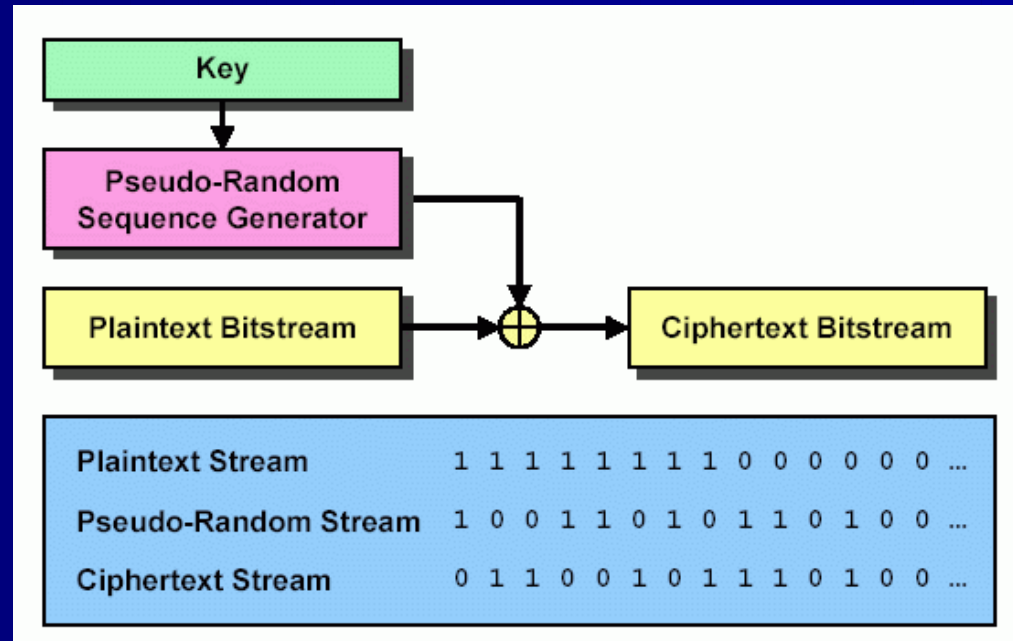 Key
Pseudo-Random
Sequence Generator
Plaintext Bitstream
Ciphertext Bitstream
Plaintext Stream 1 1 1 1 1 1 1 1 0 0 0 0 0 0 ...
Pseudo-Random Stream 1 0 0 1 1 0 1 0 1 1 0 1 0 0 ...
Ciphertext Stream 0 1 1 0 0 1 0 1 1 1 0 1 0 0 ...